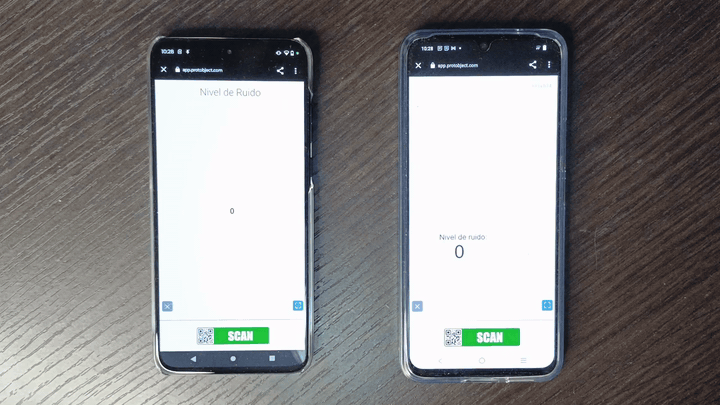 10:28
app.protobject.com
Nivel de Ruido
0
SCAN
10:28
app.protobject.com
Nivel de ruido
0
SCAN